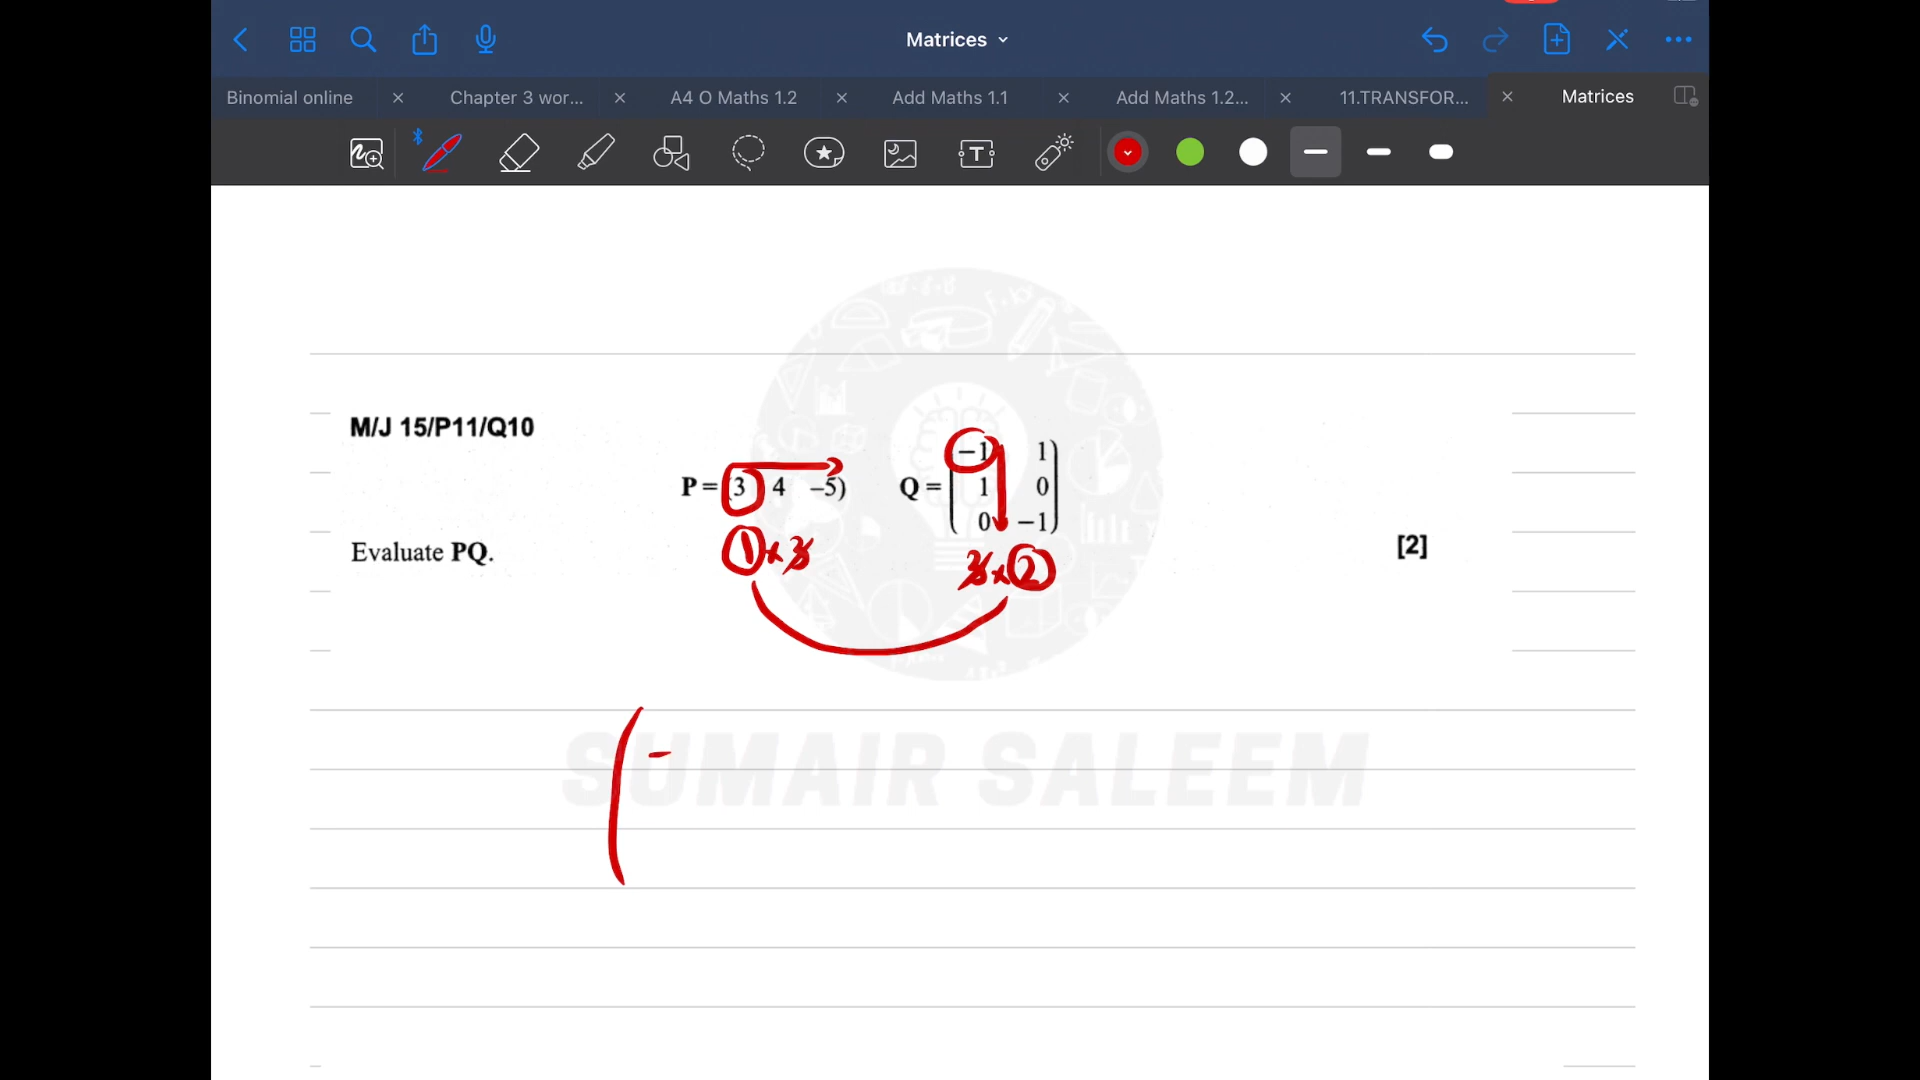 Matrices
Binomial online
Chapter 3 wor...
A4 O Maths 1.2
Add Maths 1.1
Add Maths 1.2...
11.TRANSFOR...
Matrices
M/J 15/P11/Q10
P = (3 4 –5) Q = ( −1 1
1 0
0 −1 )
1 × 3 3 × 2
Evaluate PQ. [2]
( -
SUMAIR SALEEM